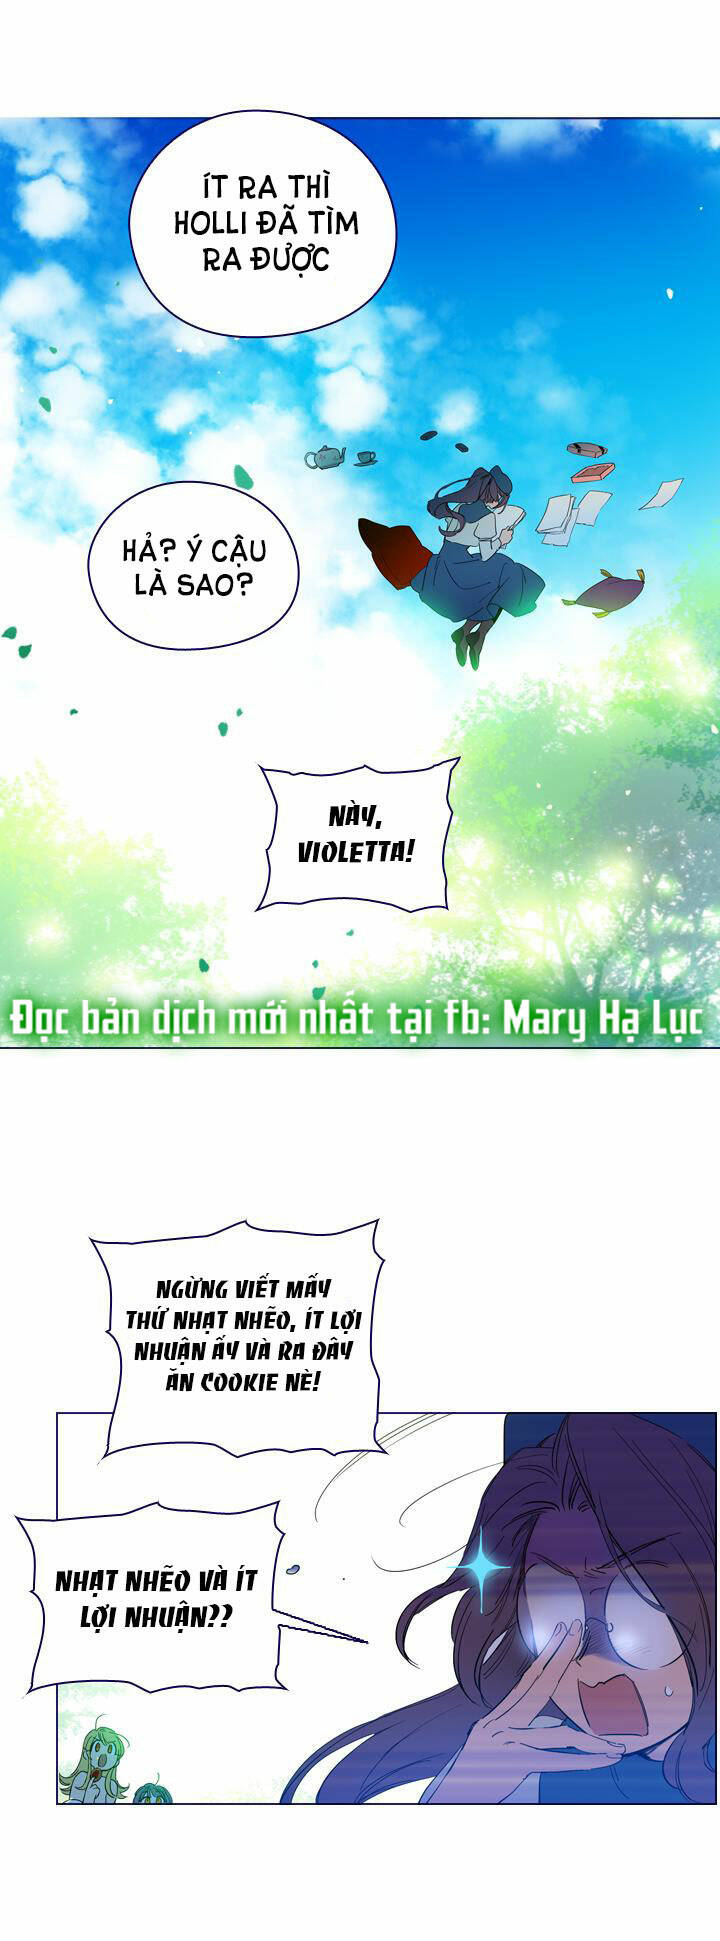 ÍT RA THÌ
HOLLI ĐÃ TÌM
RA ĐƯỢC
HẢ? Ý CẬU
LÀ SAO?
NÀY,
VIOLETTA!
Đọc bản dịch mới nhất tại fb: Mary Hạ Lục
NGỪNG VIẾT MẤY
THỨ NHẠT NHẼO, ÍT LỢI
NHUẬN ẤY VÀ RA ĐÂY
ĂN COOKIE NÈ!
NHẠT NHẼO VÀ ÍT
LỢI NHUẬN??